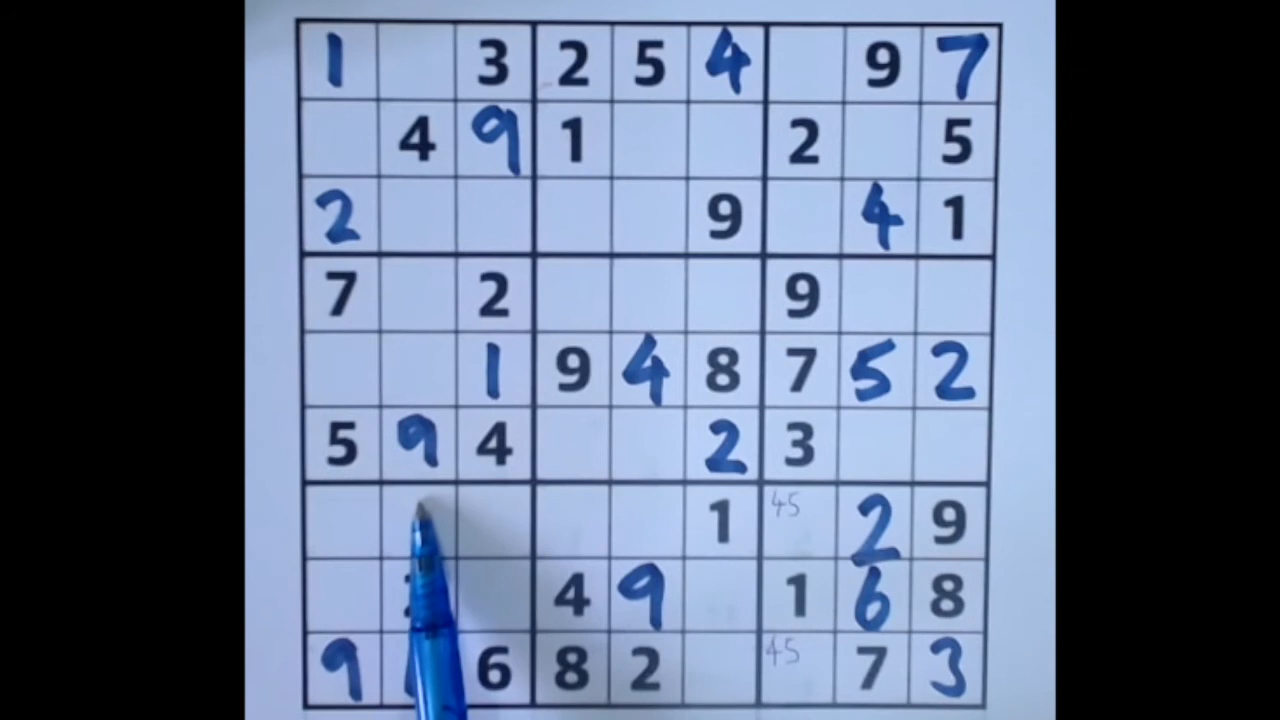 1 3 2 5 4 9 7
4 9 1 2 5
2 9 4 1
7 2 9
1 9 4 8 7 5 2
5 9 4 2 3
1 45 2 9
4 9 1 6 8
9 6 8 2 45 7 3